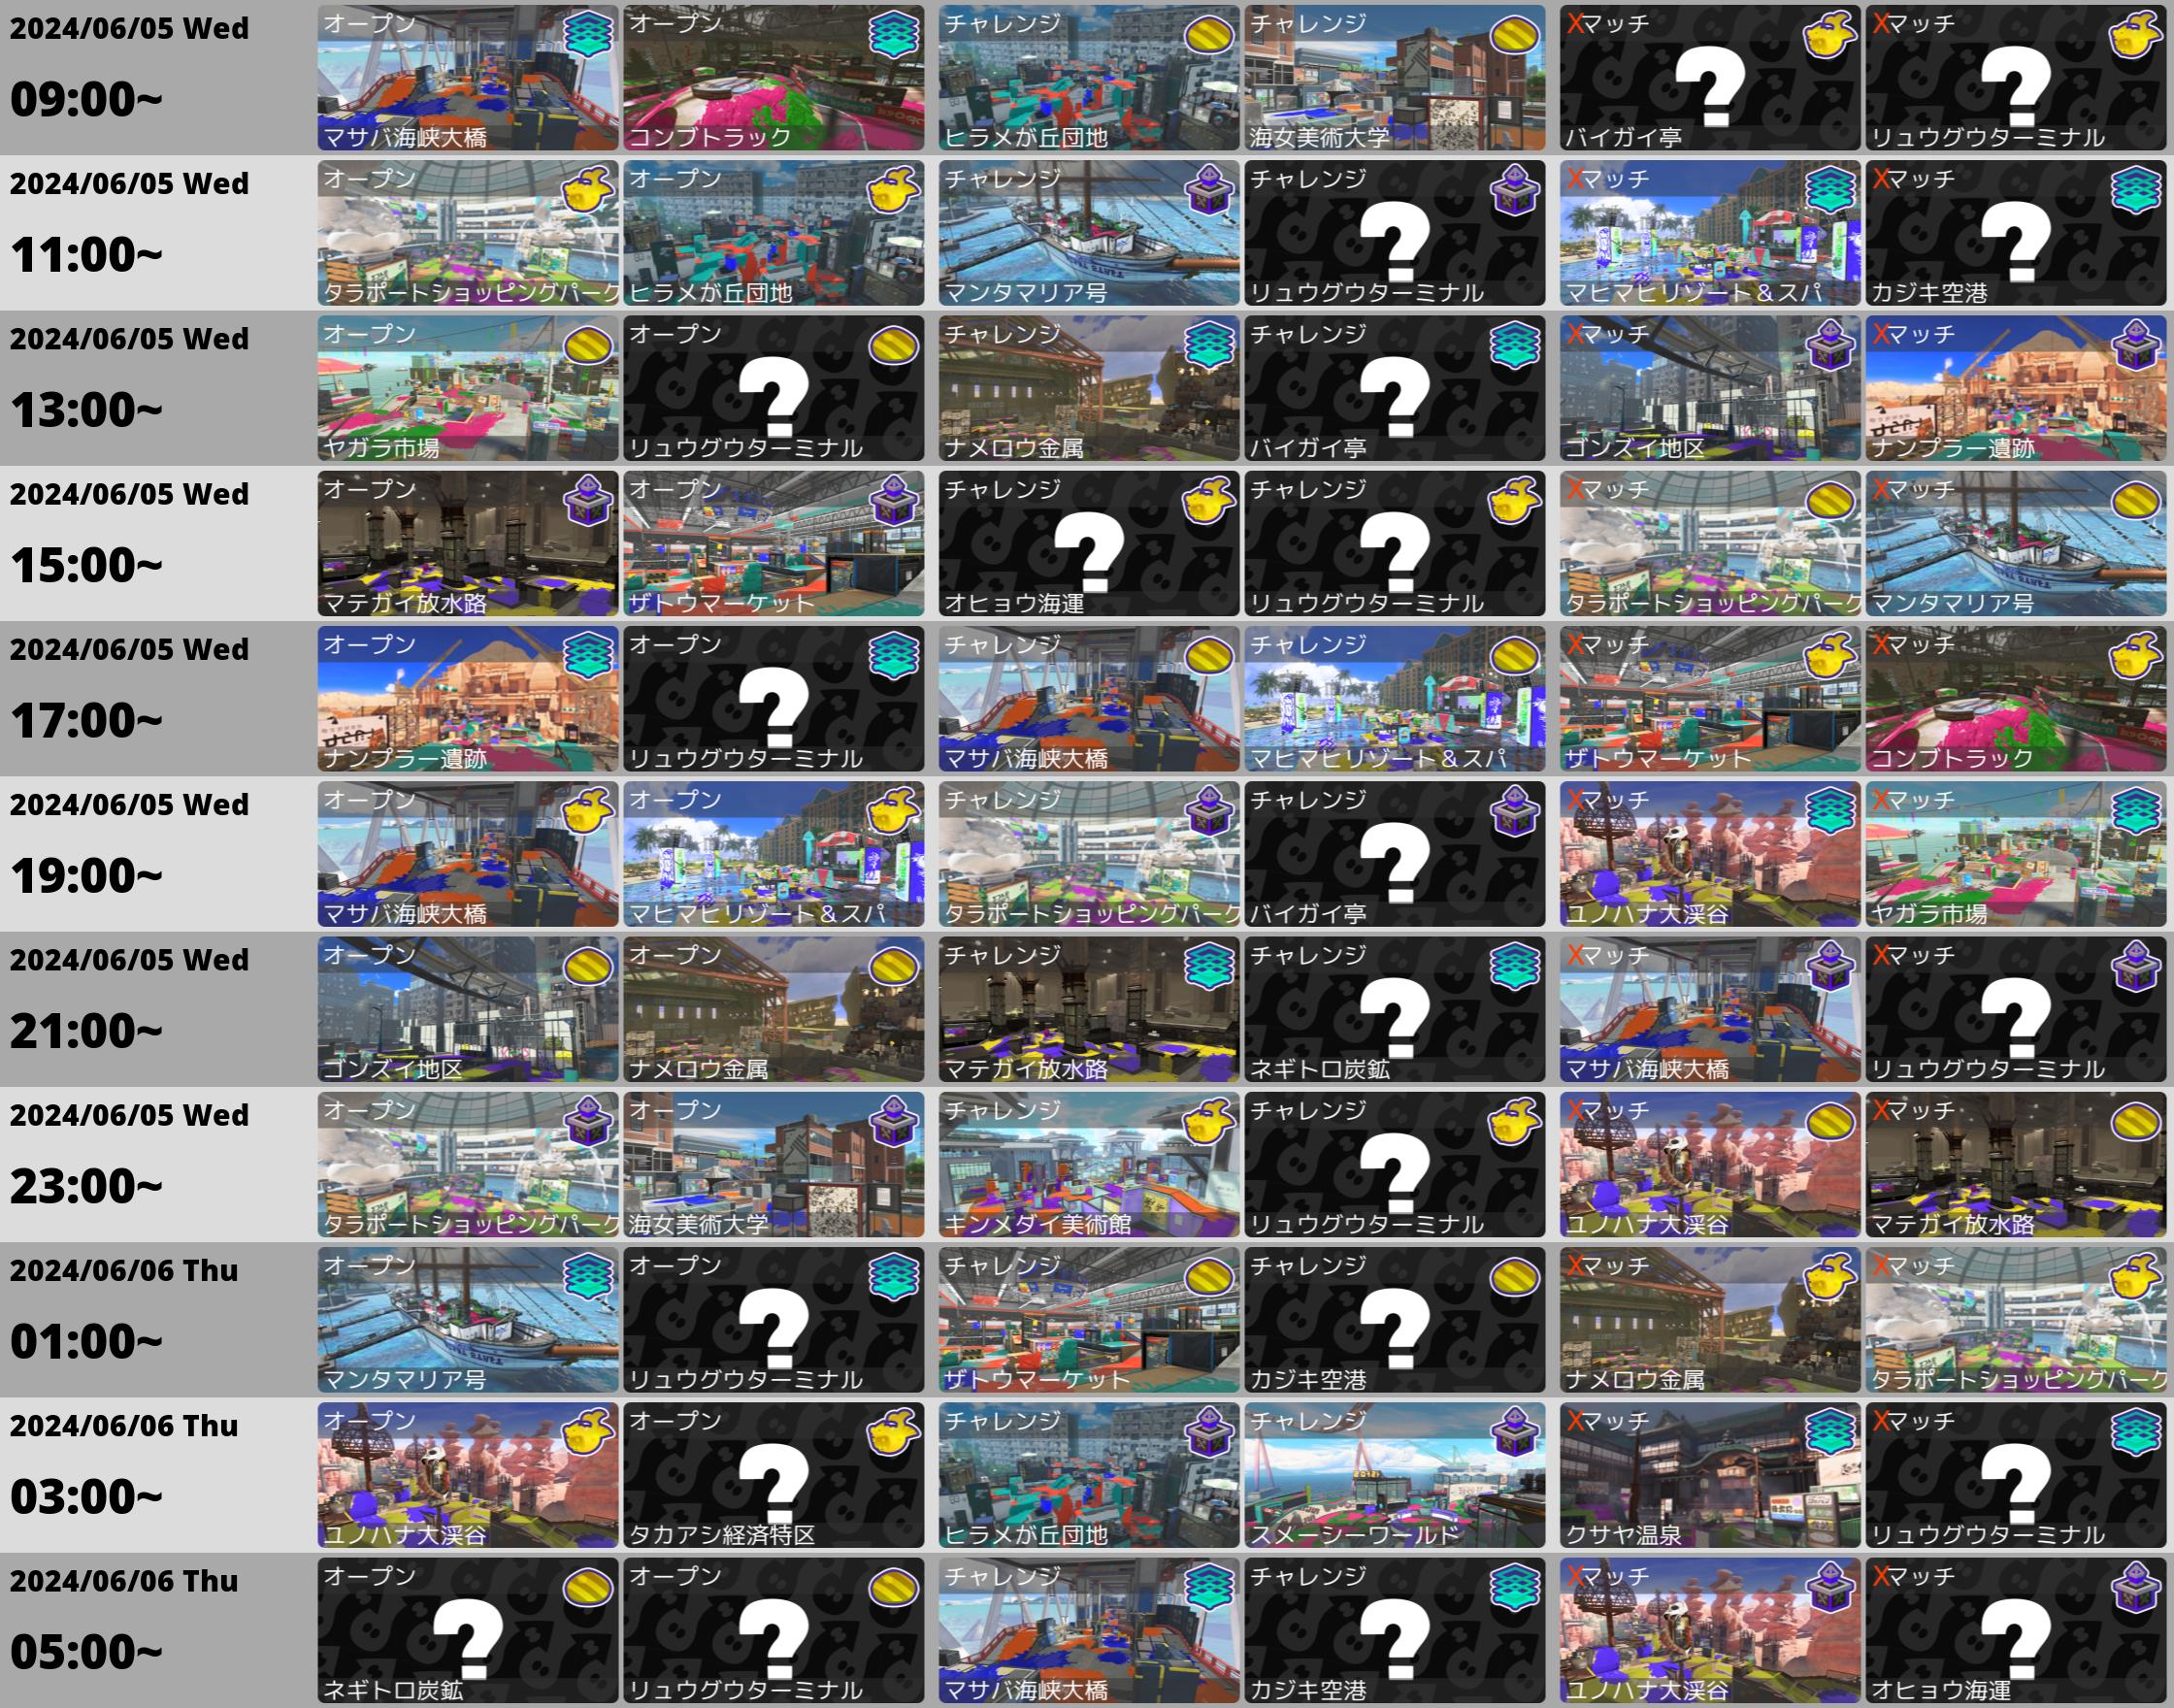 2024/06/05 Wed
09:00~
オープン
マサバ海峡大橋
オープン
コンブトラック
チャレンジ
ヒラメが丘団地
チャレンジ
海女美術大学
Xマッチ
バイガイ亭
Xマッチ
リュウグウターミナル
2024/06/05 Wed
11:00~
オープン
タラポートショッピングパーク
オープン
ヒラメが丘団地
チャレンジ
マンタマリア号
チャレンジ
リュウグウターミナル
Xマッチ
マヒマヒリゾート&スパ
Xマッチ
カジキ空港
2024/06/05 Wed
13:00~
オープン
ヤガラ市場
オープン
リュウグウターミナル
チャレンジ
ナメロウ金属
チャレンジ
バイガイ亭
Xマッチ
ゴンズイ地区
Xマッチ
ナンプラー遺跡
2024/06/05 Wed
15:00~
オープン
マテガイ放水路
オープン
ザトウマーケット
チャレンジ
オヒョウ海運
チャレンジ
リュウグウターミナル
Xマッチ
タラポートショッピングパーク
Xマッチ
マンタマリア号
2024/06/05 Wed
17:00~
オープン
ナンプラー遺跡
オープン
リュウグウターミナル
チャレンジ
マサバ海峡大橋
チャレンジ
マヒマヒリゾート&スパ
Xマッチ
ザトウマーケット
Xマッチ
コンブトラック
2024/06/05 Wed
19:00~
オープン
マサバ海峡大橋
オープン
マヒマヒリゾート&スパ
チャレンジ
タラポートショッピングパーク
チャレンジ
バイガイ亭
Xマッチ
ユノハナ大渓谷
Xマッチ
ヤガラ市場
2024/06/05 Wed
21:00~
オープン
ゴンズイ地区
オープン
ナメロウ金属
チャレンジ
マテガイ放水路
チャレンジ
ネギトロ炭鉱
Xマッチ
マサバ海峡大橋
Xマッチ
リュウグウターミナル
2024/06/05 Wed
23:00~
オープン
タラポートショッピングパーク
オープン
海女美術大学
チャレンジ
キンメダイ美術館
チャレンジ
リュウグウターミナル
Xマッチ
ユノハナ大渓谷
Xマッチ
マテガイ放水路
2024/06/06 Thu
01:00~
オープン
マンタマリア号
オープン
リュウグウターミナル
チャレンジ
ザトウマーケット
チャレンジ
カジキ空港
Xマッチ
ナメロウ金属
Xマッチ
タラポートショッピングパーク
2024/06/06 Thu
03:00~
オープン
ユノハナ大渓谷
オープン
タカアシ経済特区
チャレンジ
ヒラメが丘団地
チャレンジ
スメーシーワールド
Xマッチ
クサヤ温泉
Xマッチ
リュウグウターミナル
2024/06/06 Thu
05:00~
オープン
ネギトロ炭鉱
オープン
リュウグウターミナル
チャレンジ
マサバ海峡大橋
チャレンジ
カジキ空港
Xマッチ
ユノハナ大渓谷
Xマッチ
オヒョウ海運